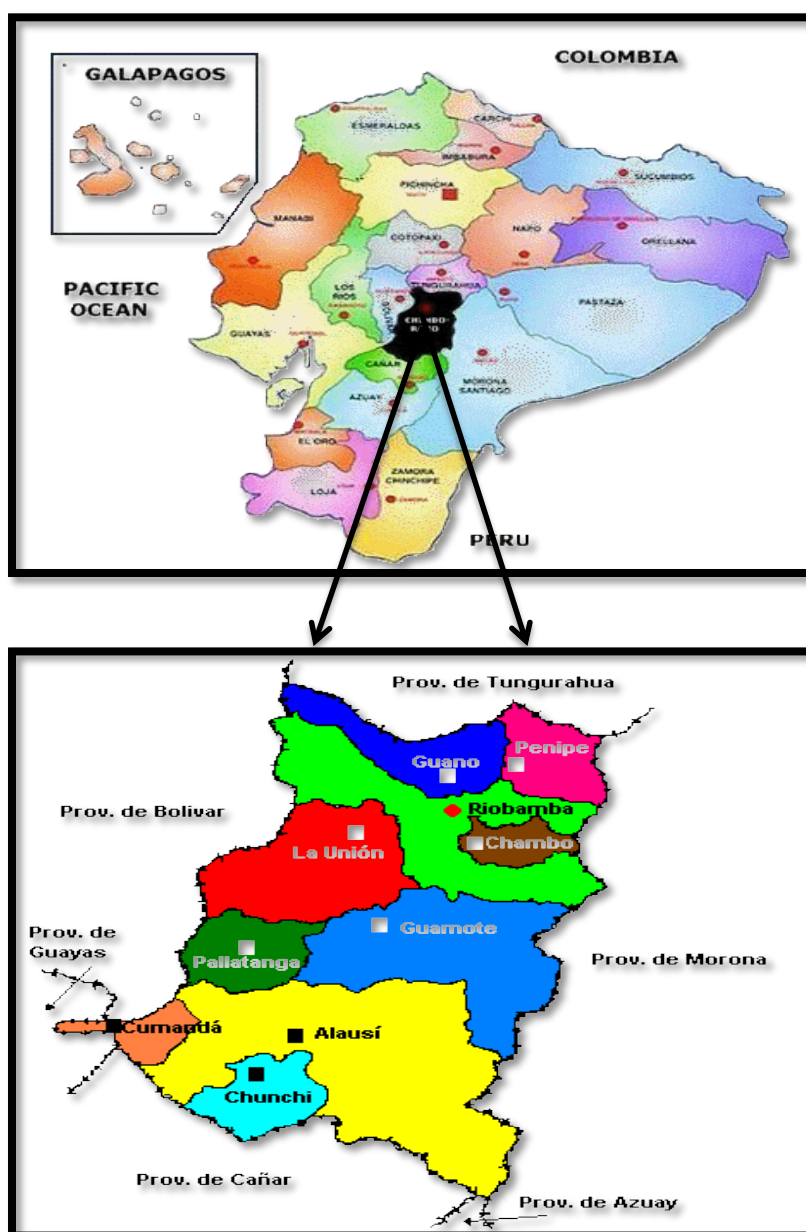 COLOMBIA
GALAPAGOS
ESMERALDAS
CARCHI
IMBABURA
SUCUMBIOS
PICHINCHA
MANABI
NAPO
ORELLANA
COTOPAXI
TUNGURAHUA
LOS
RIOS
BOLIVAR
PASTAZA
PACIFIC
OCEAN
GUAYAS
CHIMBO-
RAZO
CAÑAR
MORONA
SANTIAGO
AZUAY
EL ORO
ZAMORA
CHINCHIPE
LOJA
PERU
Prov. de Tungurahua
Penipe
Guano
Riobamba
Prov. de Bolivar
Chambo
La Unión
Guamote
Prov. de
Guayas
Pallatanga
Prov. de Morona
Cumandá
Alausí
Chunchi
Prov. de Cañar
Prov. de Azuay